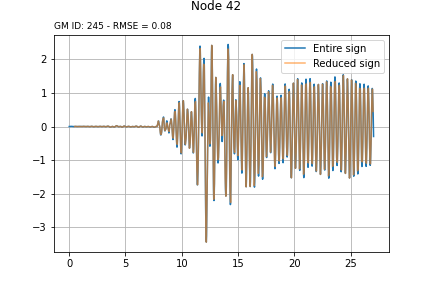 Node 42
GM ID: 245 - RMSE = 0.08
Entire sign
Reduced sign
2
1
0
−1
−2
−3
0 5 10 15 20 25